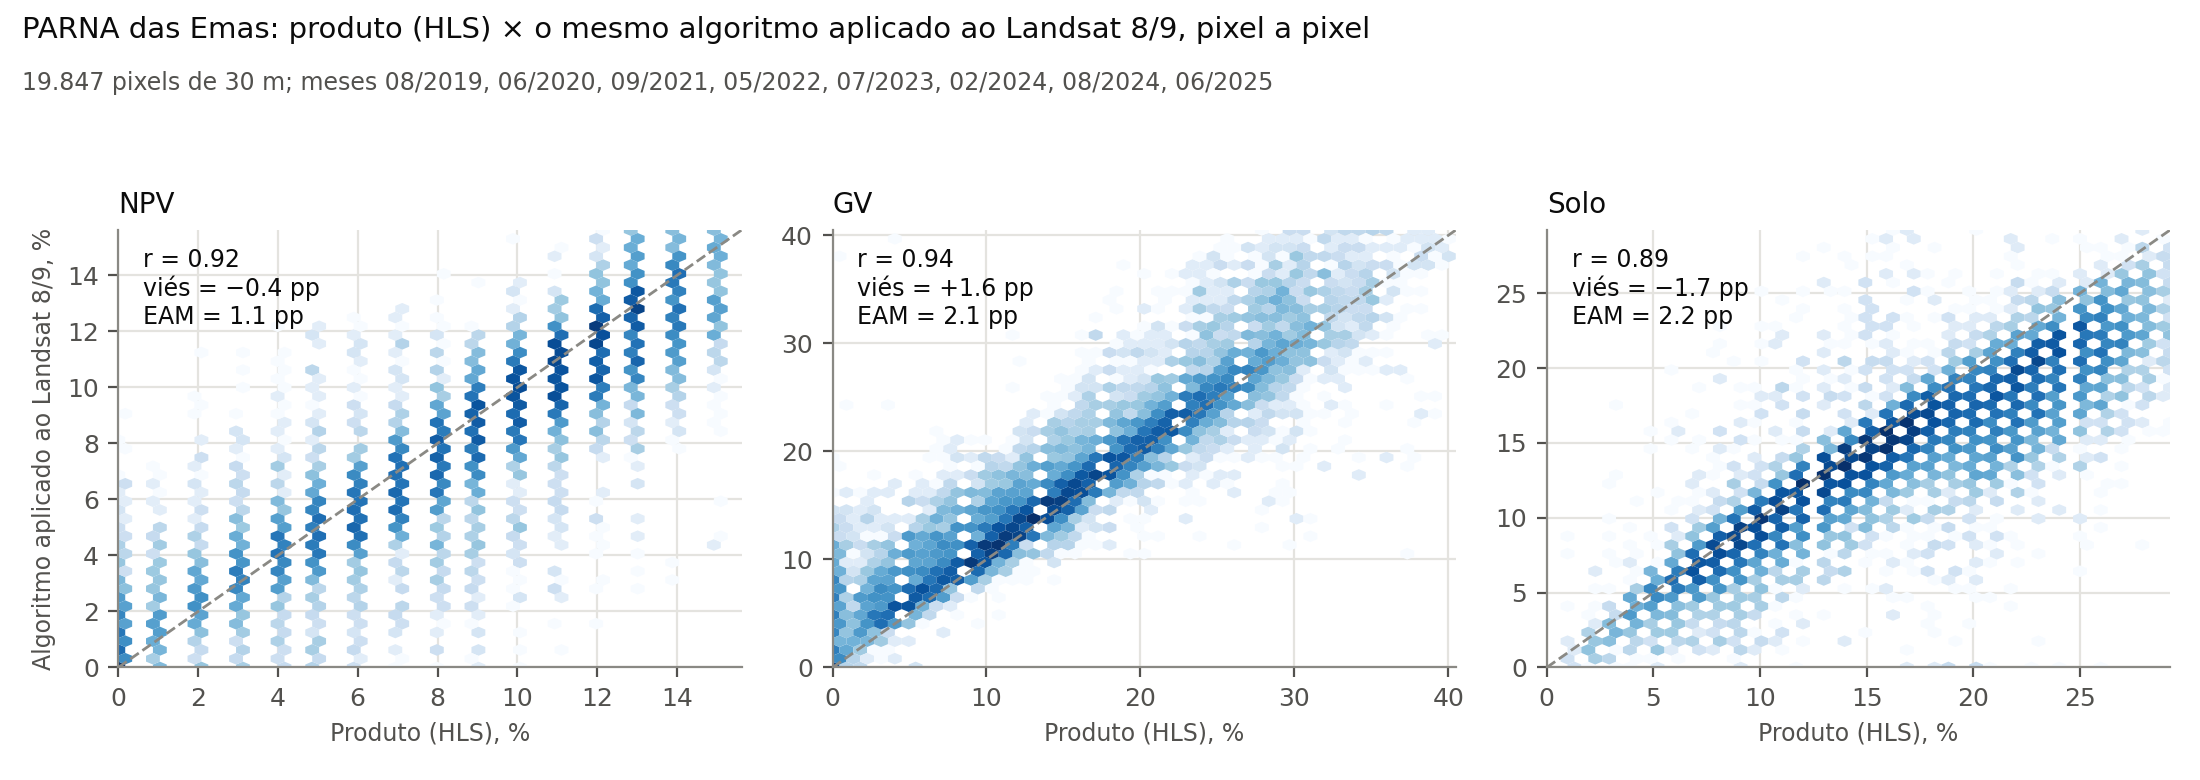 PARNA das Emas: produto (HLS) × o mesmo algoritmo aplicado ao Landsat 8/9, pixel a pixel
19.847 pixels de 30 m; meses 08/2019, 06/2020, 09/2021, 05/2022, 07/2023, 02/2024, 08/2024, 06/2025
NPV
r = 0.92
viés = −0.4 pp
EAM = 1.1 pp
Algoritmo aplicado ao Landsat 8/9, %
14
12
10
8
6
4
2
0
0 2 4 6 8 10 12 14
Produto (HLS), %
GV
r = 0.94
viés = +1.6 pp
EAM = 2.1 pp
40
30
20
10
0
0 10 20 30 40
Produto (HLS), %
Solo
r = 0.89
viés = −1.7 pp
EAM = 2.2 pp
25
20
15
10
5
0
0 5 10 15 20 25
Produto (HLS), %